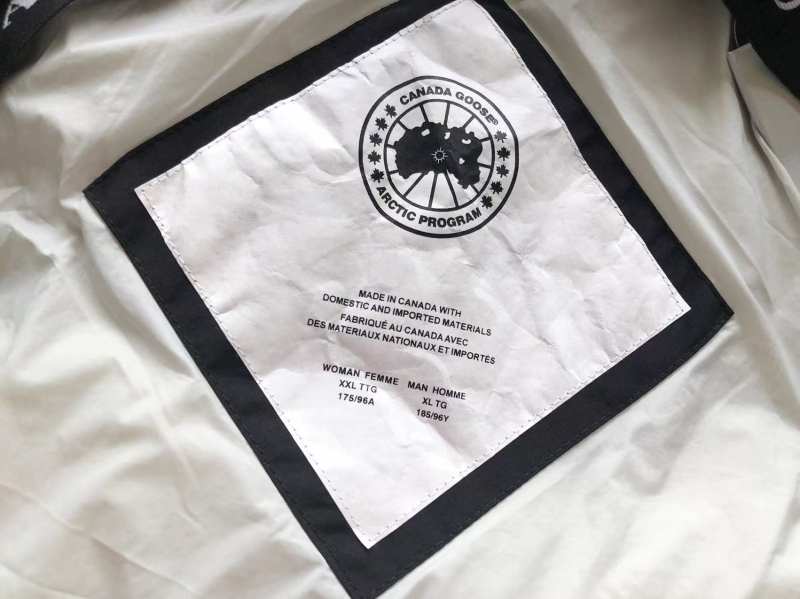 CANADA GOOSE®
ARCTIC PROGRAM
MADE IN CANADA WITH
DOMESTIC AND IMPORTED MATERIALS
FABRIQUÉ AU CANADA AVEC
DES MATERIAUX NATIONAUX ET IMPORTÉS
WOMAN FEMME MAN HOMME
XXL TTG XL TG
175/96A 185/96Y